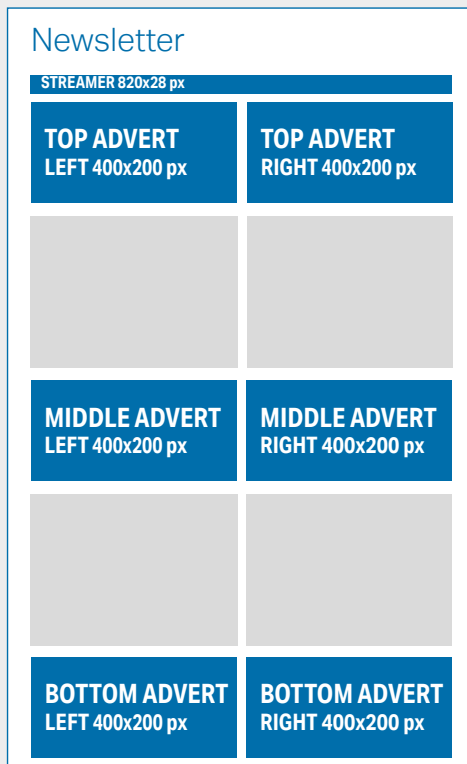 Newsletter
STREAMER 820x28 px
TOP ADVERT
LEFT 400x200 px
TOP ADVERT
RIGHT 400x200 px
MIDDLE ADVERT
LEFT 400x200 px
MIDDLE ADVERT
RIGHT 400x200 px
BOTTOM ADVERT
LEFT 400x200 px
BOTTOM ADVERT
RIGHT 400x200 px